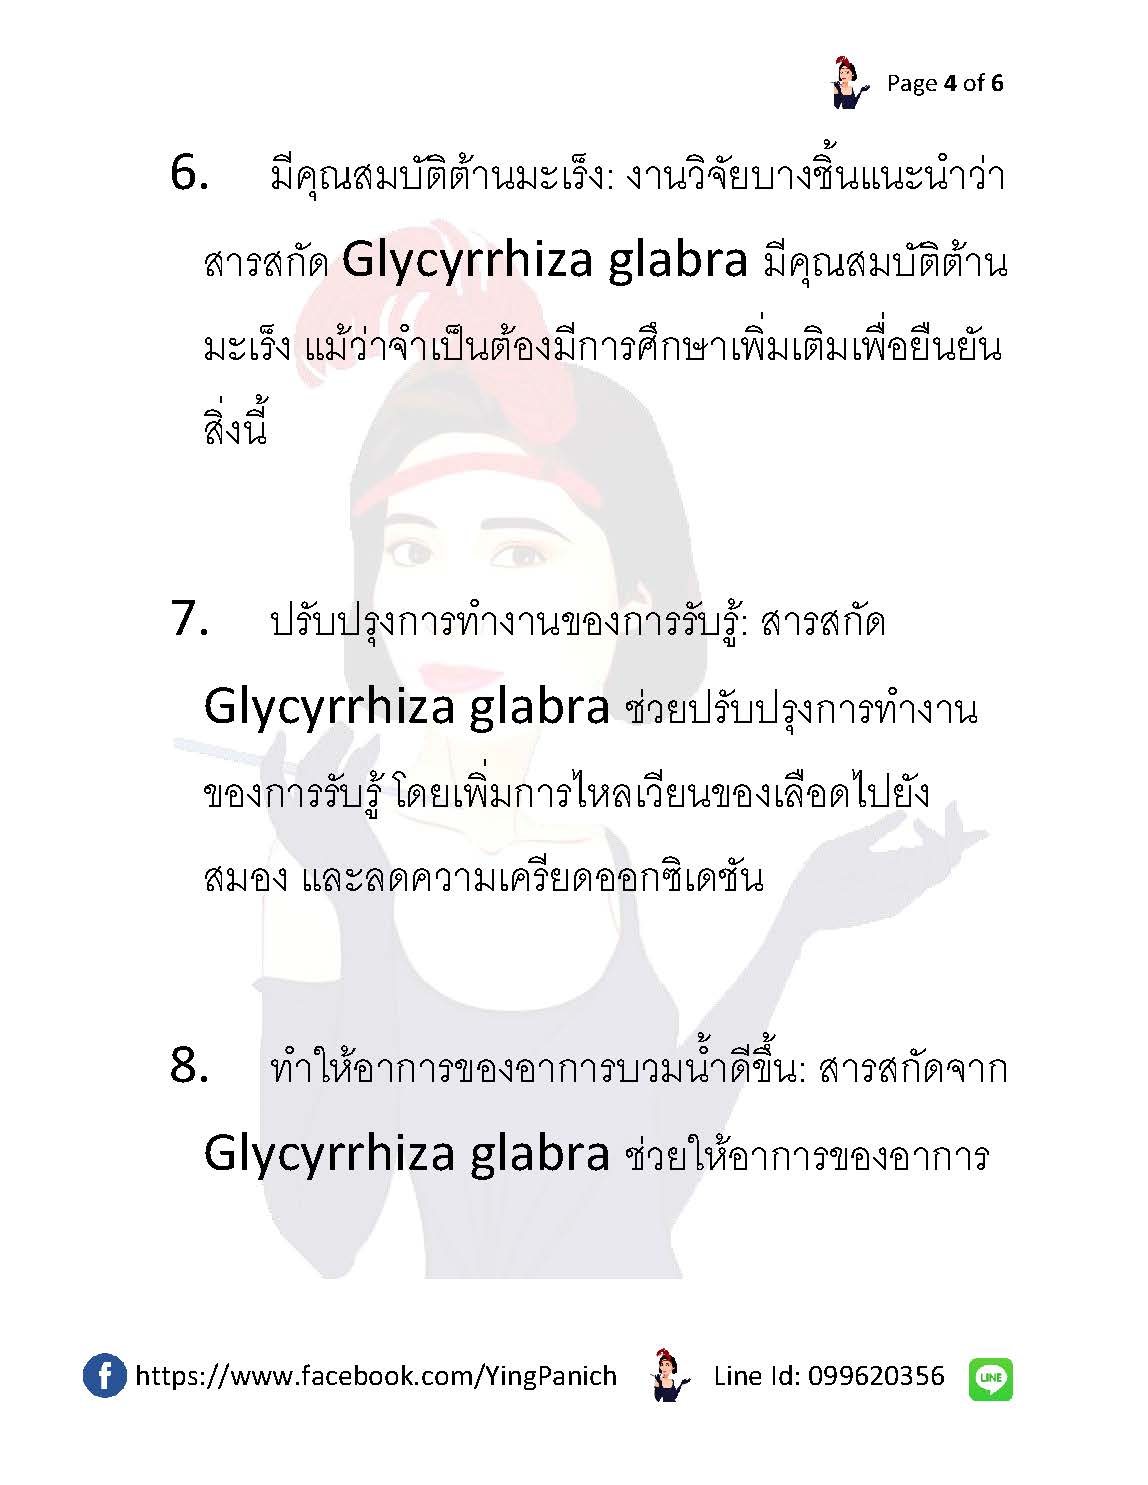 Page 4 of 6
6. มีคุณสมบัติต้านมะเร็ง: งานวิจัยบางชิ้นแนะนำว่า
สารสกัด Glycyrrhiza glabra มีคุณสมบัติต้าน
มะเร็ง แม้ว่าจำเป็นต้องมีการศึกษาเพิ่มเติมเพื่อยืนยัน
สิ่งนี้
7. ปรับปรุงการทำงานของการรับรู้: สารสกัด
Glycyrrhiza glabra ช่วยปรับปรุงการทำงาน
ของการรับรู้ โดยเพิ่มการไหลเวียนของเลือดไปยัง
สมอง และลดความเครียดออกซิเดชัน
8. ทำให้อาการของอาการบวมน้ำดีขึ้น: สารสกัดจาก
Glycyrrhiza glabra ช่วยให้อาการของอาการ
f https://www.facebook.com/YingPanich Line Id: 099620356 LINE